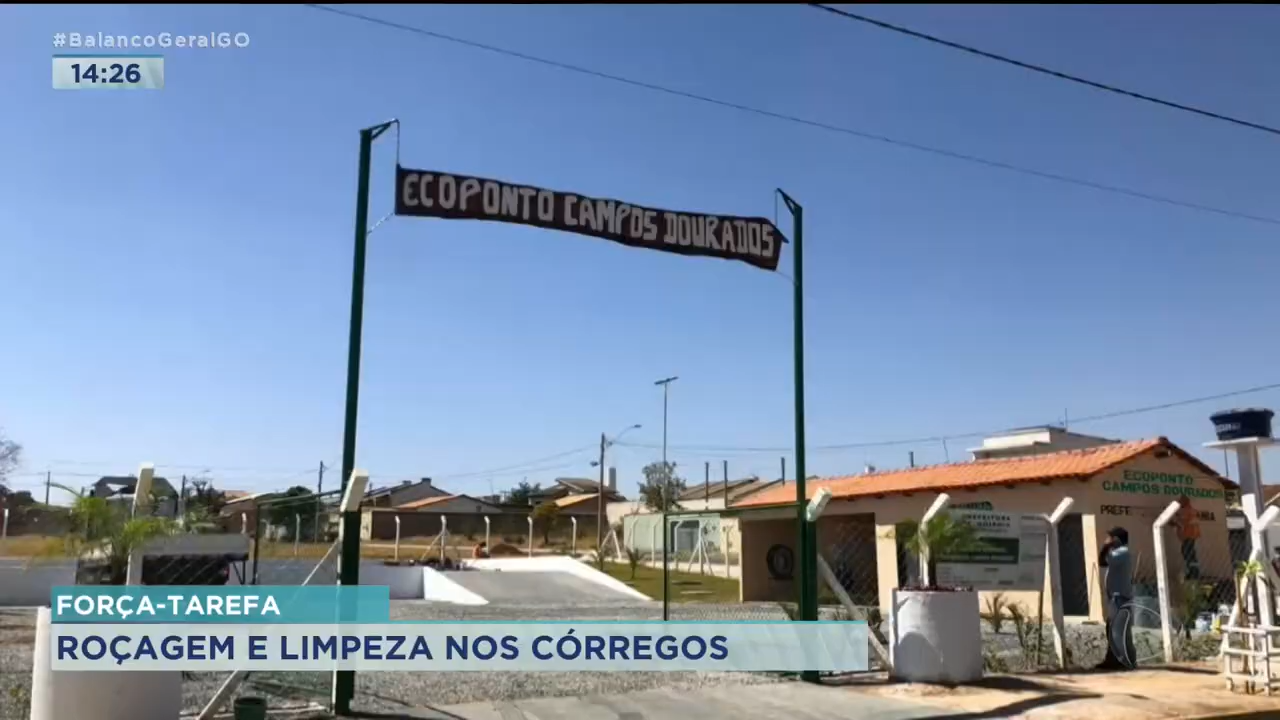 #BalancoGeralGO
14:26
ECOPONTO CAMPOS DOURADOS
ECOPONTO
CAMPOS DOURADOS
FORÇA-TAREFA
ROÇAGEM E LIMPEZA NOS CÓRREGOS